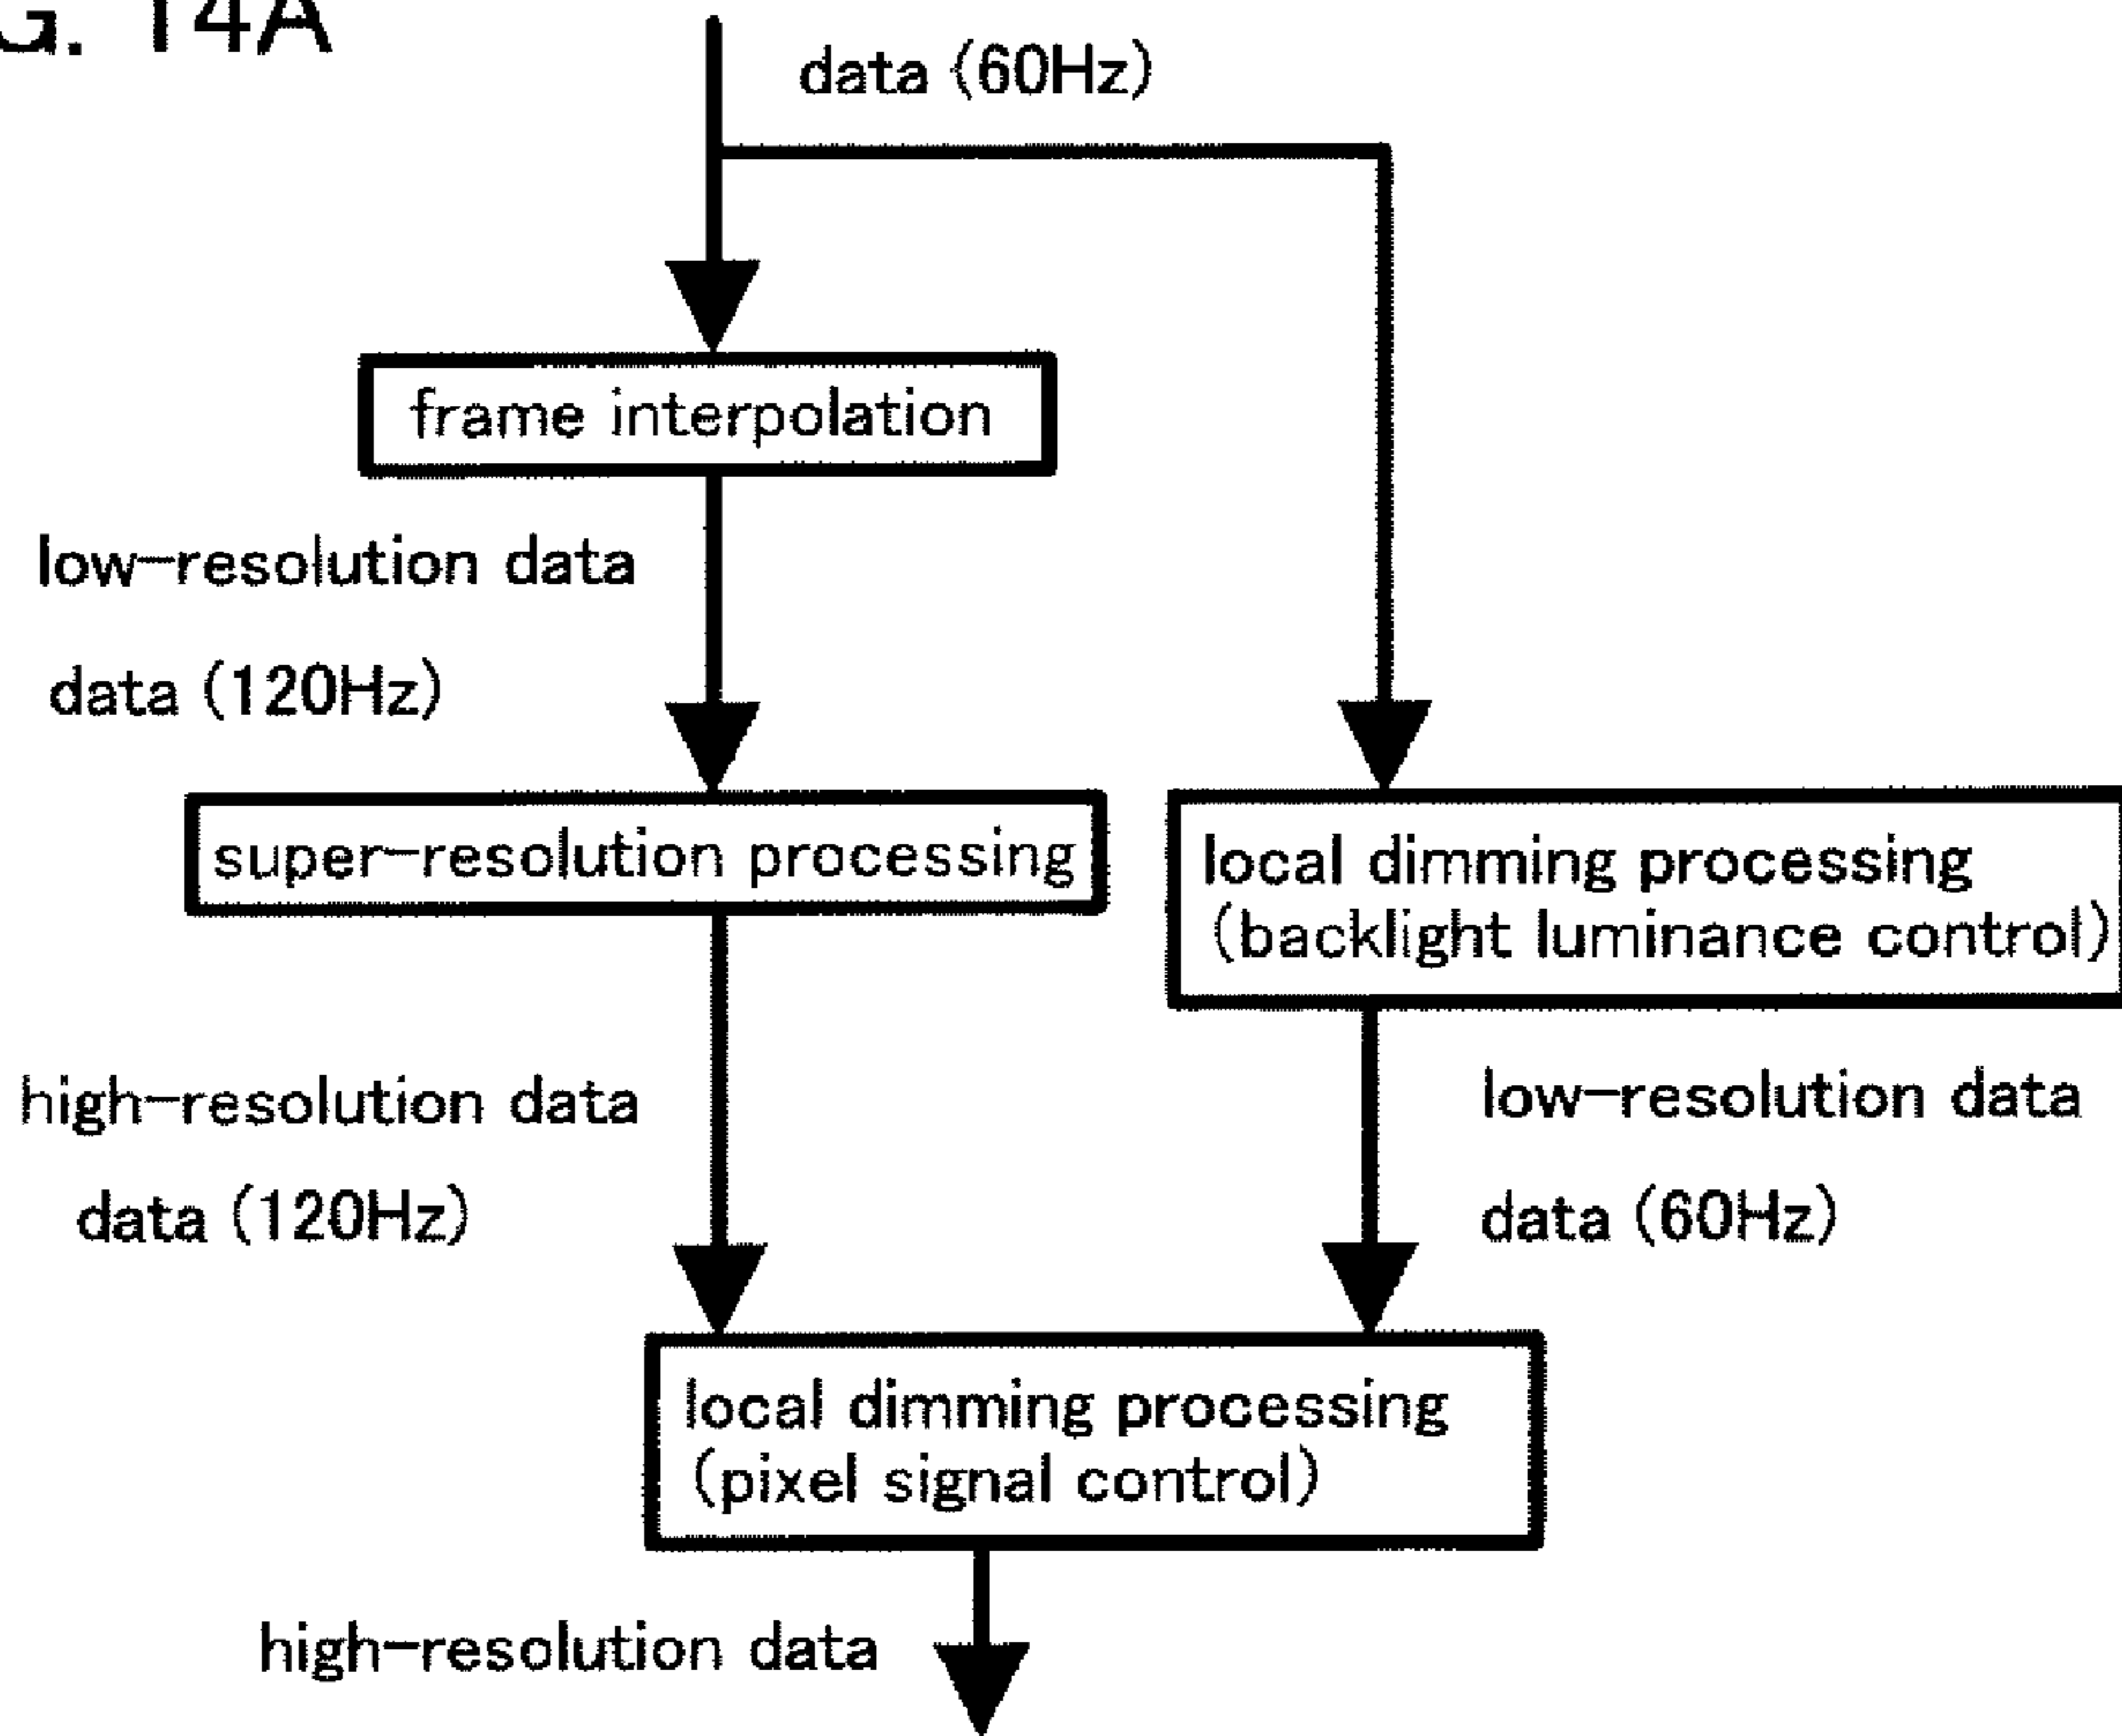 G. 14A
data (60Hz)
frame interpolation
low-resolution data
data (120Hz)
super-resolution processing
local dimming processing
(backlight luminance control)
high-resolution data
data (120Hz)
low-resolution data
data (60Hz)
local dimming processing
(pixel signal control)
high-resolution data